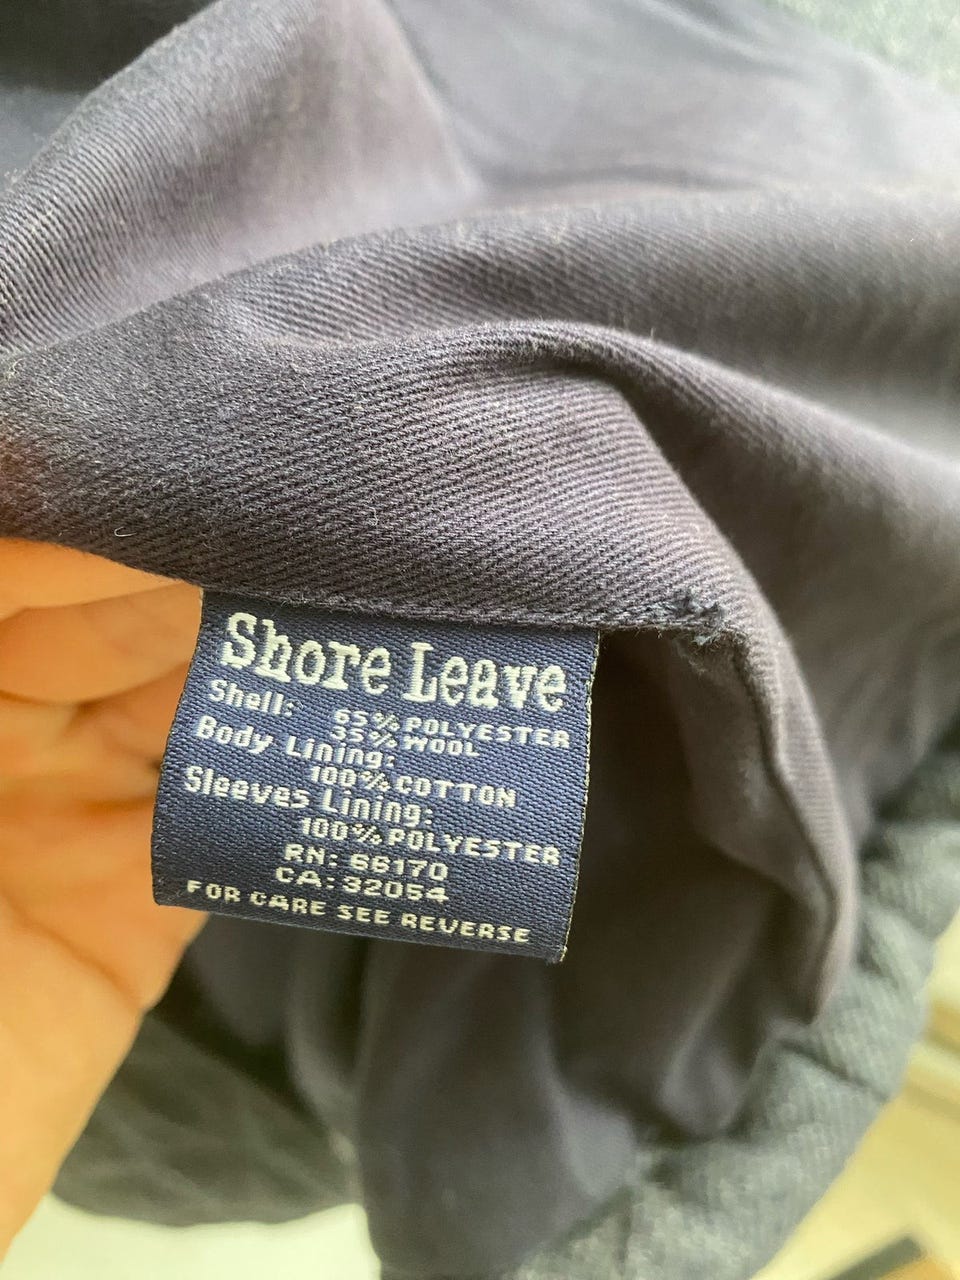 Shore Leave
Shell: 65% POLYESTER
35% WOOL
Body Lining:
100% COTTON
Sleeves Lining:
100% POLYESTER
RN: 66170
CA: 32054
FOR CARE SEE REVERSE